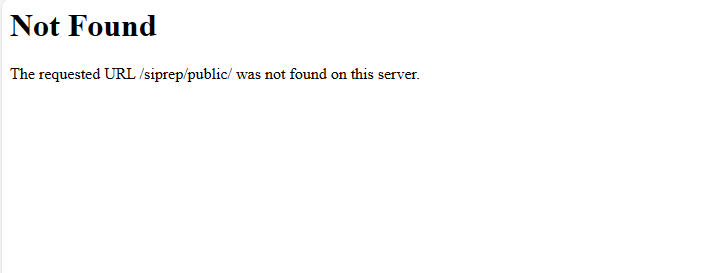 Not Found
The requested URL /siprep/public/ was not found on this server.